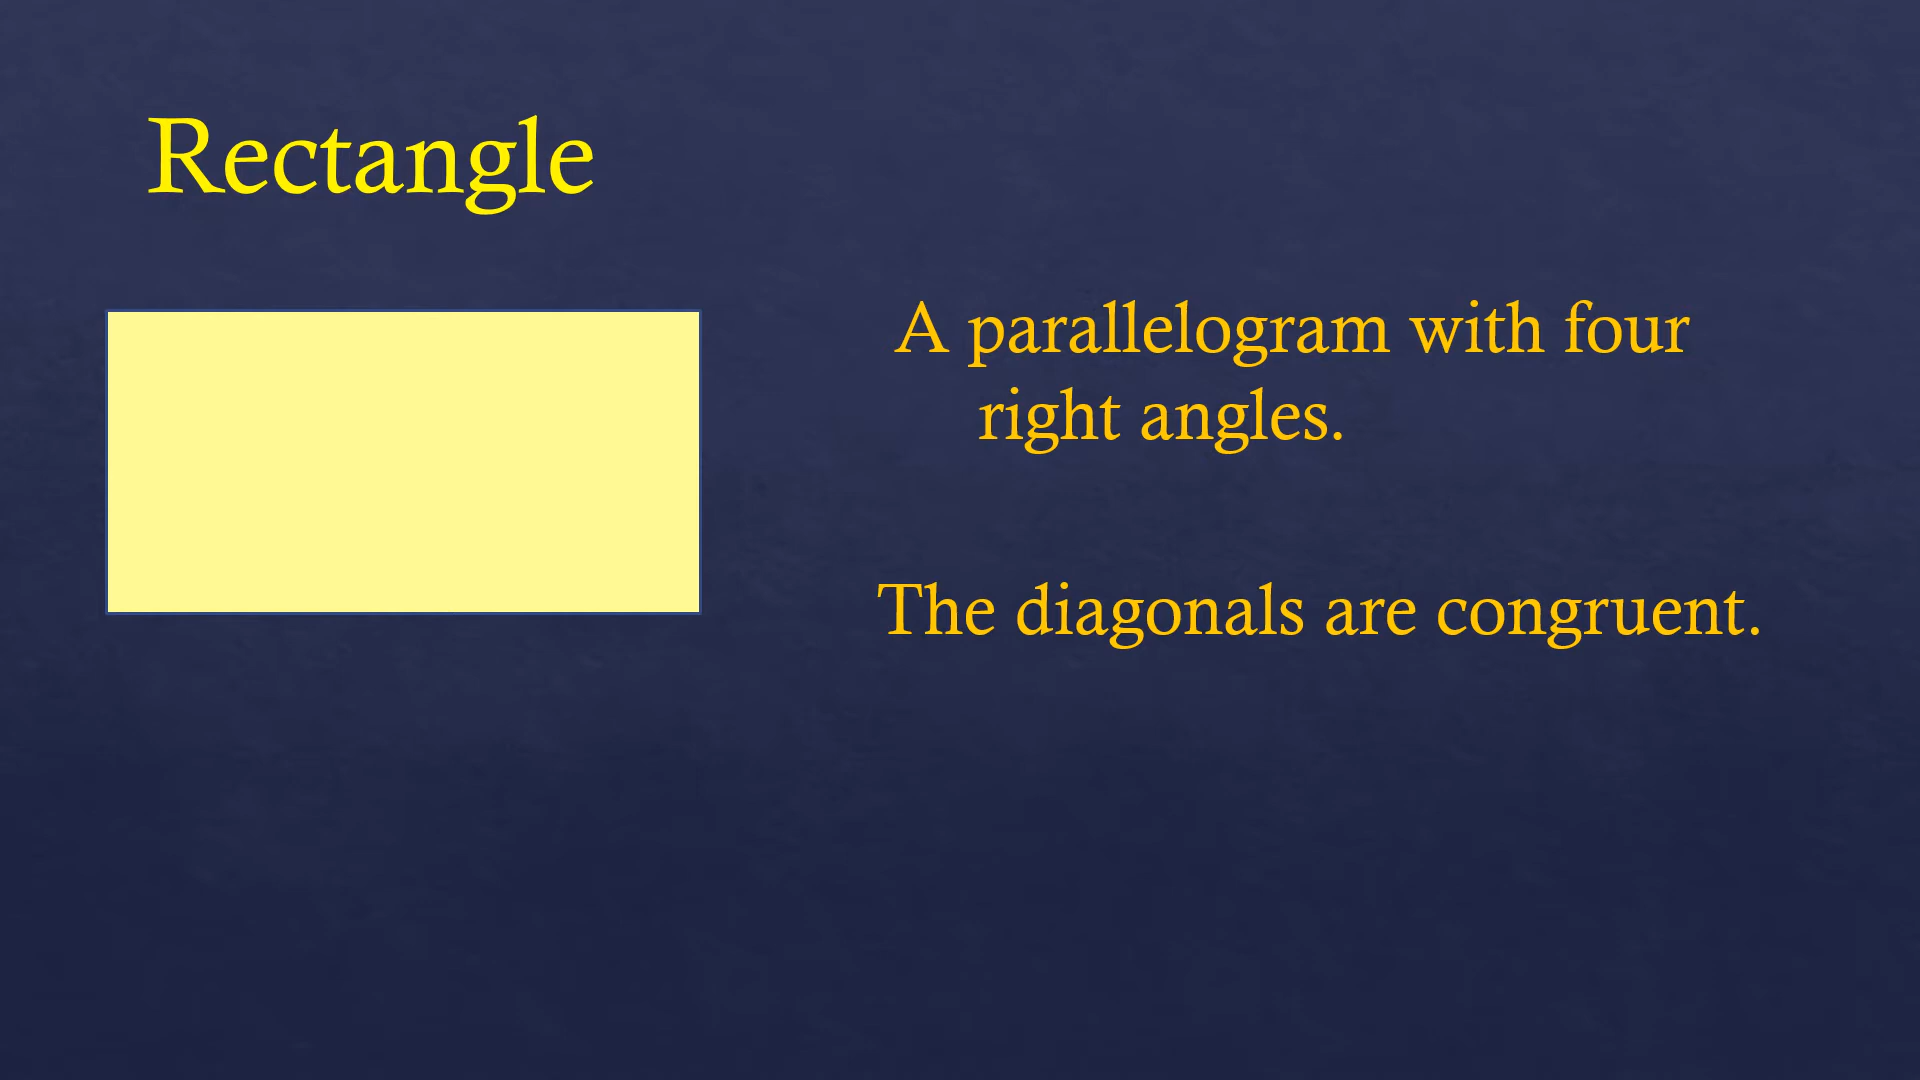 Rectangle
A parallelogram with four
right angles.
The diagonals are congruent.